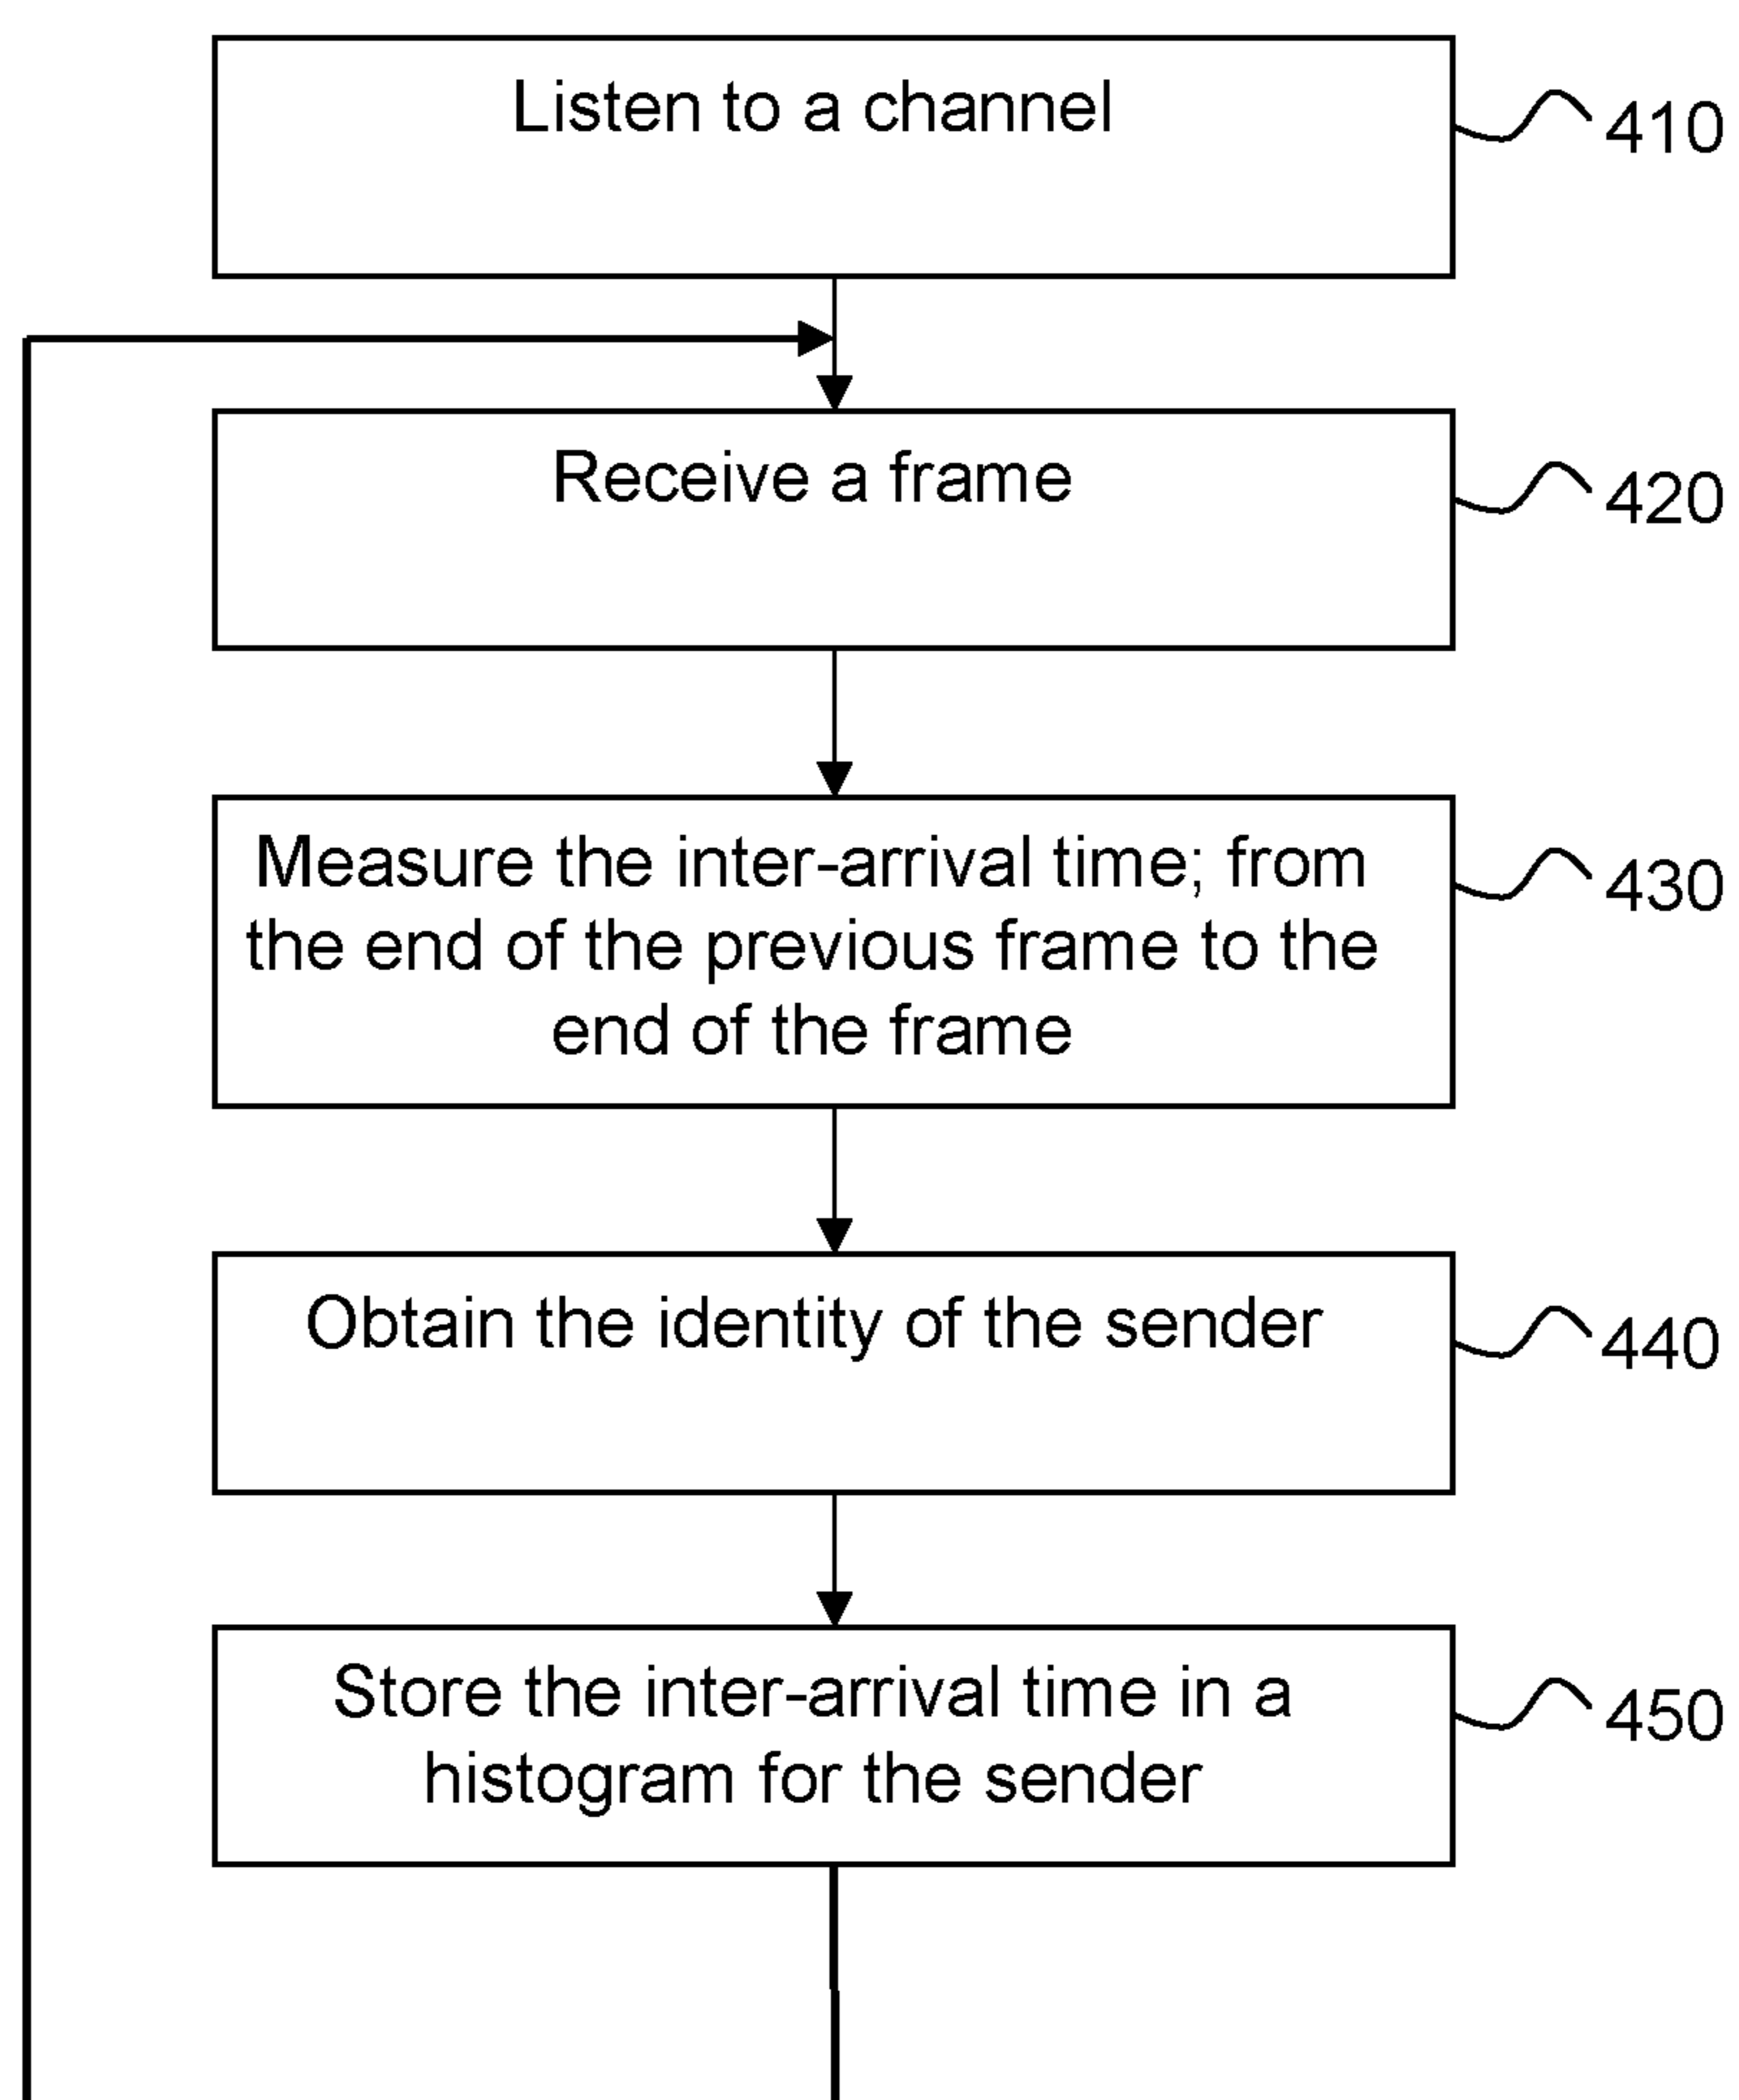 Listen to a channel
410
Receive a frame
420
Measure the inter-arrival time; from
the end of the previous frame to the
end of the frame
430
Obtain the identity of the sender
440
Store the inter-arrival time in a
histogram for the sender
450